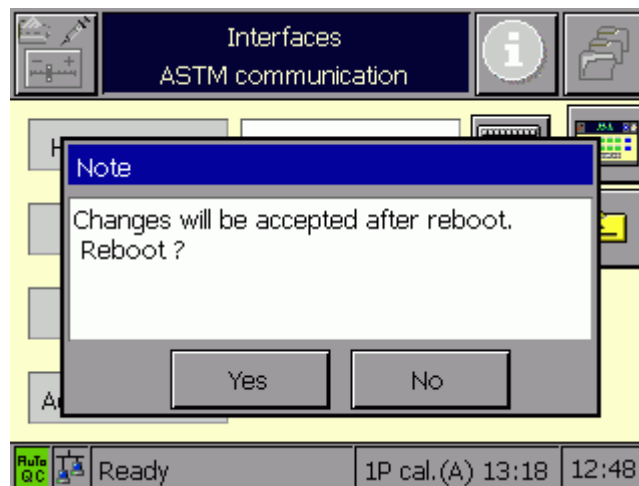 Interfaces
ASTM communication
Note
Changes will be accepted after reboot.
Reboot ?
Yes
No
Auto
QC
Ready
1P cal.(A) 13:18
12:48